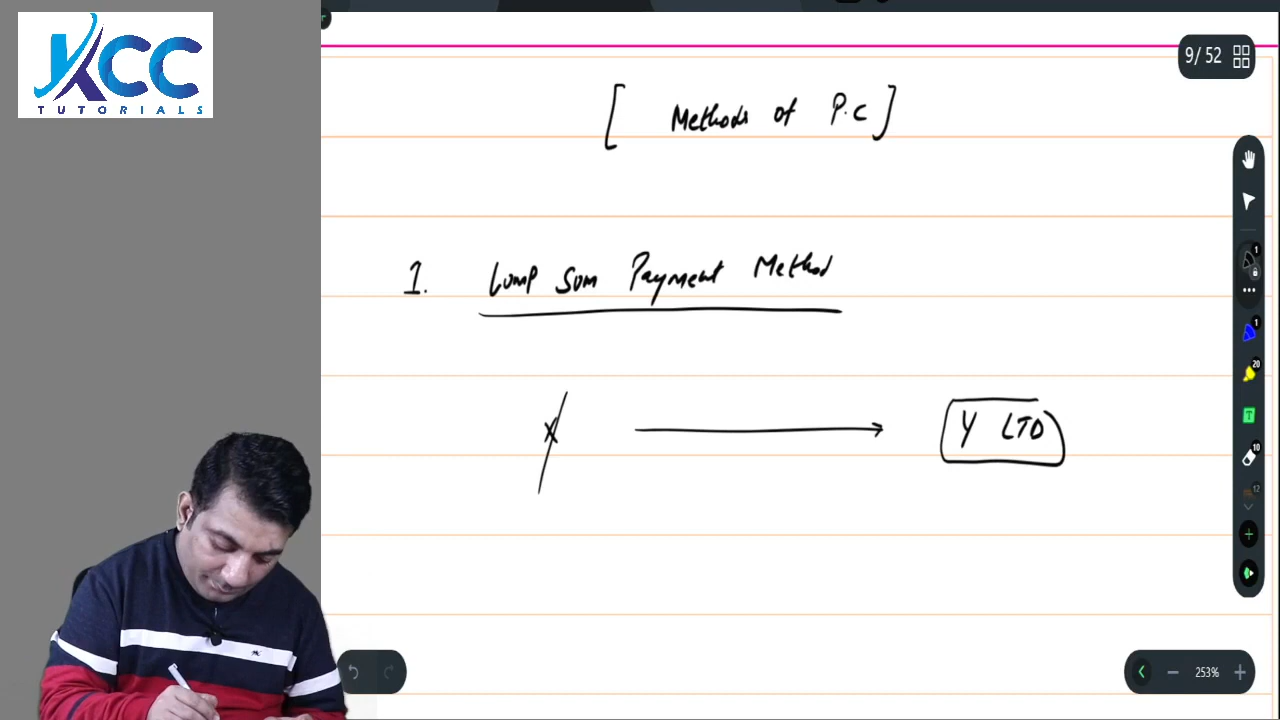 KCC
TUTORIALS
9/ 52
[ Methods of P.C ]
1. Lump Sum Payment Method
X → Y LTD
253%